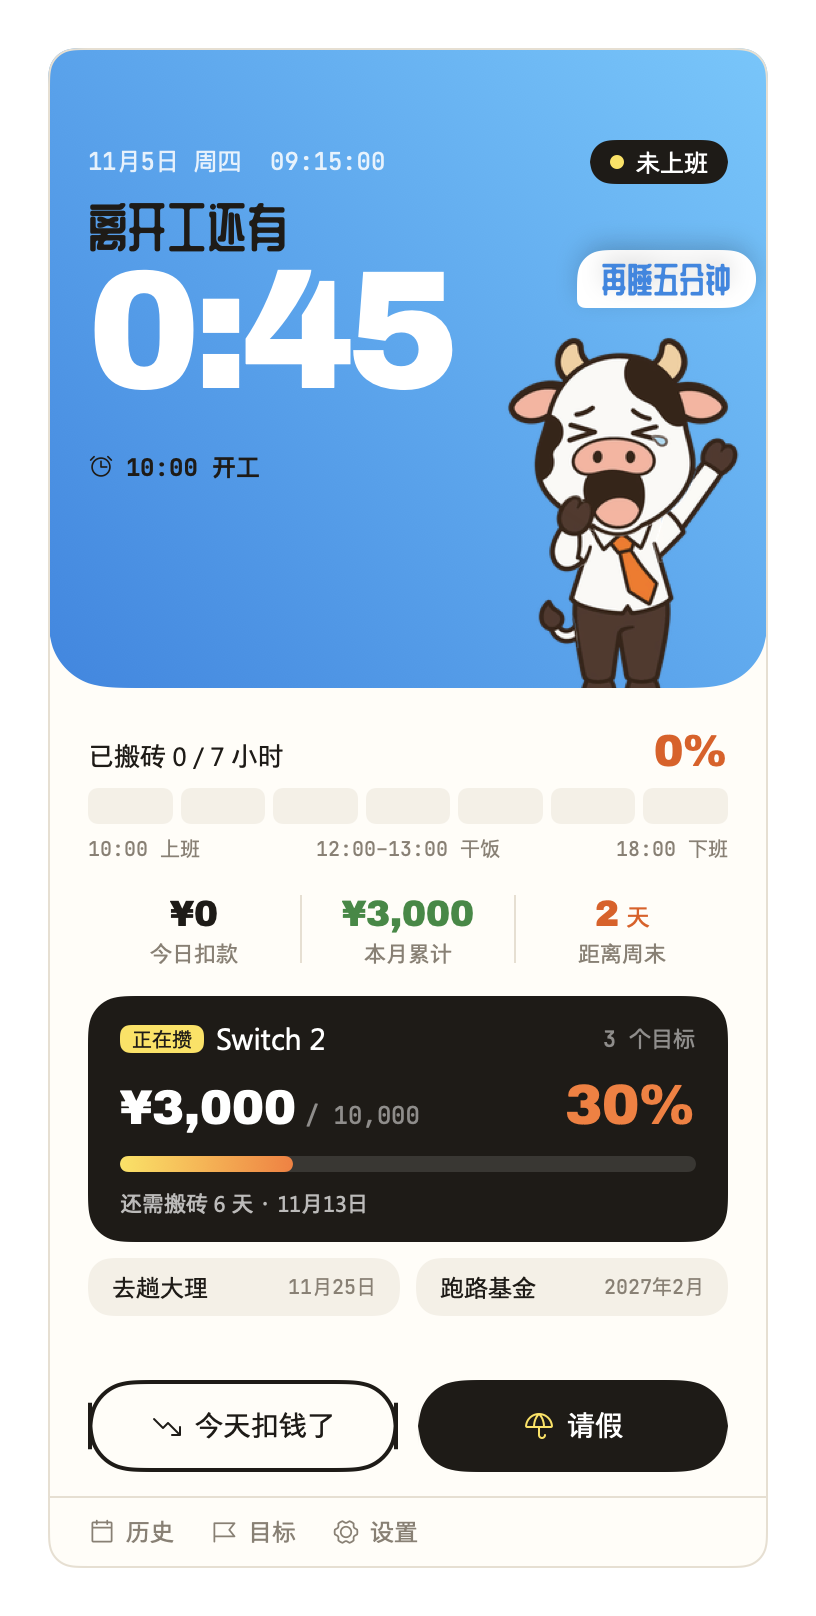 11月5日 周四 09:15:00
未上班
离开工还有
0:45
再睡五分钟
10:00 开工
已搬砖 0 / 7 小时
0%
10:00 上班
12:00-13:00 干饭
18:00 下班
¥0
¥3,000
2 天
今日扣款
本月累计
距离周末
正在攒 Switch 2
3 个目标
¥3,000 / 10,000
30%
还需搬砖 6 天 · 11月13日
去趟大理 11月25日
跑路基金 2027年2月
今天扣钱了
请假
历史
目标
设置